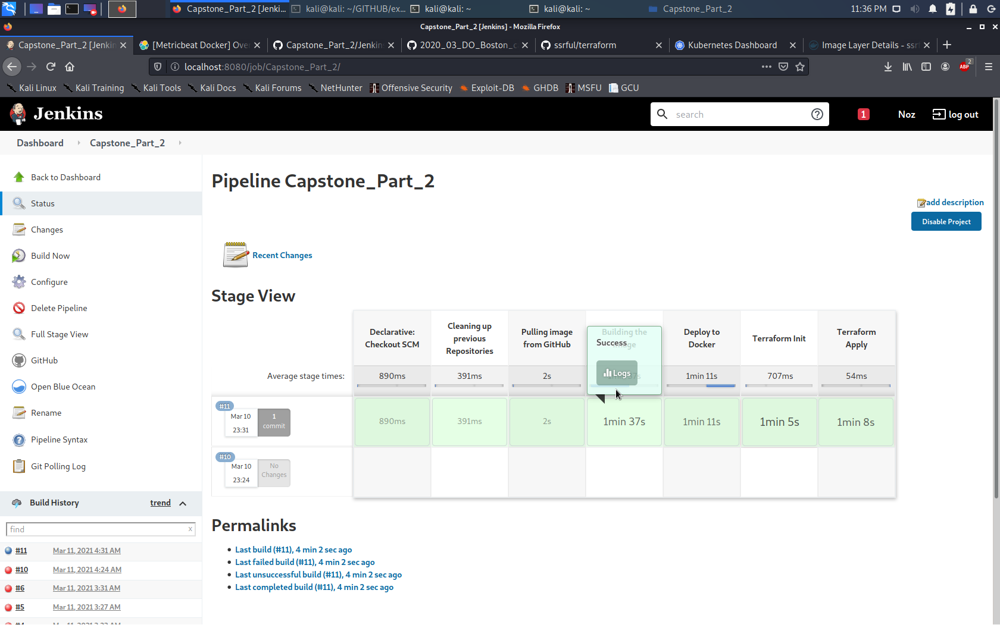 Capstone_Part_2 [Jenki...
kali@kali: ~/GITHUB/ex...
kali@kali: ~
kali@kali: ~
Capstone_Part_2
11:36 PM
Capstone_Part_2 [Jenkins] - Mozilla Firefox
Capstone_Part_2 [Jenkin
[Metricbeat Docker] Ove
Capstone_Part_2/Jenkin
2020_03_DO_Boston_c
ssrful/terraform
Kubernetes Dashboard
Image Layer Details - ssr
localhost:8080/job/Capstone_Part_2/
ABP
2
Kali Linux
Kali Training
Kali Tools
Kali Docs
Kali Forums
NetHunter
Offensive Security
Exploit-DB
GHDB
MSFU
GCU
Jenkins
search
1
Noz
log out
Dashboard
Capstone_Part_2
Back to Dashboard
Status
Changes
Build Now
Configure
Delete Pipeline
Full Stage View
GitHub
Open Blue Ocean
Rename
Pipeline Syntax
Git Polling Log
Build History
trend
find
x
#11 Mar 11, 2021 4:31 AM
#10 Mar 11, 2021 4:24 AM
#6 Mar 11, 2021 3:31 AM
#5 Mar 11, 2021 3:27 AM
Pipeline Capstone_Part_2
add description
Disable Project
Recent Changes
Stage View
Declarative:
Checkout SCM
Cleaning up
previous
Repositories
Pulling image
from GitHub
Building the
Success
Logs
Deploy to
Docker
Terraform Init
Terraform
Apply
Average stage times:
890ms
391ms
2s
1min 11s
707ms
54ms
#11
Mar 10
23:31
1
commit
890ms
391ms
2s
1min 37s
1min 11s
1min 5s
1min 8s
#10
Mar 10
23:24
No
Changes
Permalinks
Last build (#11), 4 min 2 sec ago
Last failed build (#11), 4 min 2 sec ago
Last unsuccessful build (#11), 4 min 2 sec ago
Last completed build (#11), 4 min 2 sec ago